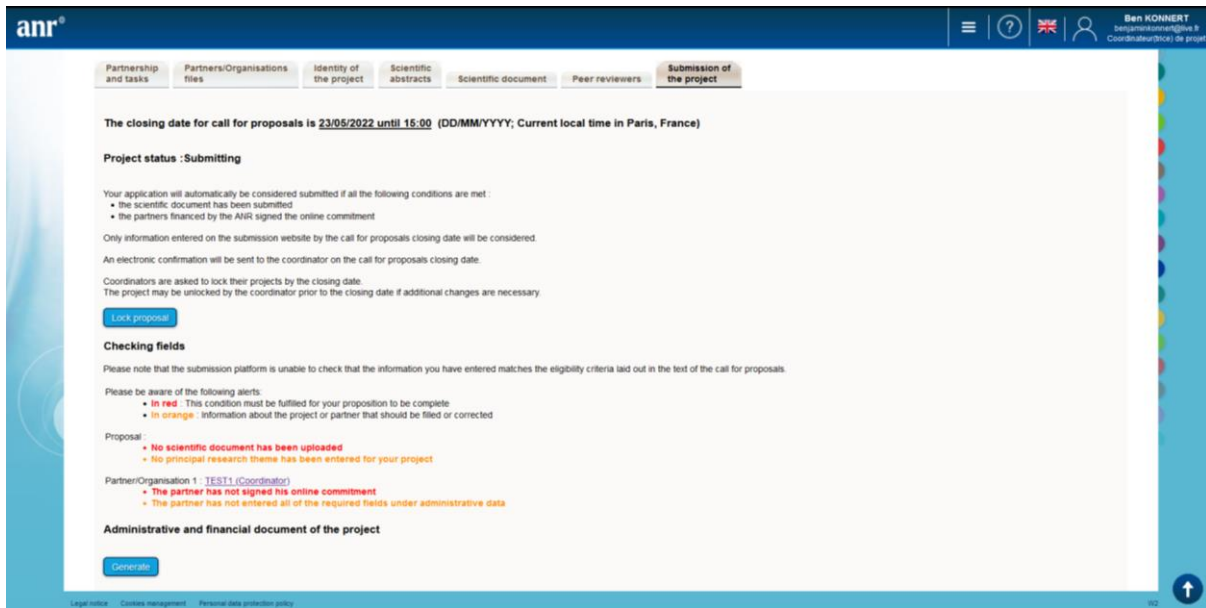 anr®
?
Ben KONNERT
benjaminkonnert@live.fr
Coordinateur(trice) de projet
Partnership
and tasks
Partners/Organisations
files
Identity of
the project
Scientific
abstracts
Scientific document
Peer reviewers
Submission of
the project
The closing date for call for proposals is 23/05/2022 until 15:00 (DD/MM/YYYY; Current local time in Paris, France)
Project status :Submitting
Your application will automatically be considered submitted if all the following conditions are met :
• the scientific document has been submitted
• the partners financed by the ANR signed the online commitment
Only information entered on the submission website by the call for proposals closing date will be considered.
An electronic confirmation will be sent to the coordinator on the call for proposals closing date.
Coordinators are asked to lock their projects by the closing date.
The project may be unlocked by the coordinator prior to the closing date if additional changes are necessary.
Lock proposal
Checking fields
Please note that the submission platform is unable to check that the information you have entered matches the eligibility criteria laid out in the text of the call for proposals.
Please be aware of the following alerts:
• In red : This condition must be fulfilled for your proposition to be complete
• In orange : Information about the project or partner that should be filled or corrected
Proposal :
• No scientific document has been uploaded
• No principal research theme has been entered for your project
Partner/Organisation 1 : TEST1 (Coordinator)
• The partner has not signed his online commitment
• The partner has not entered all of the required fields under administrative data
Administrative and financial document of the project
Generate
Legal notice Cookies management Personal data protection policy
W2